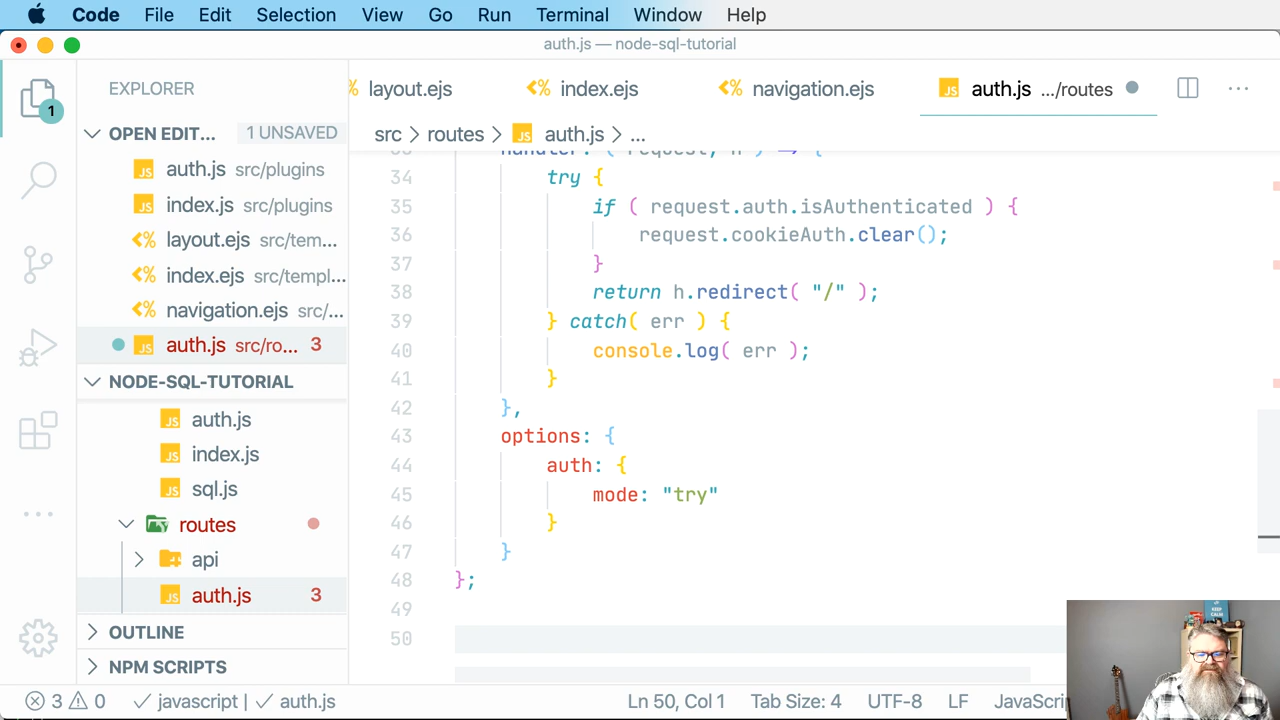 Code File Edit Selection View Go Run Terminal Window Help
auth.js — node-sql-tutorial
EXPLORER
1
OPEN EDIT... 1 UNSAVED
auth.js src/plugins
index.js src/plugins
layout.ejs src/tem...
index.ejs src/templ...
navigation.ejs src/...
auth.js src/ro... 3
NODE-SQL-TUTORIAL
auth.js
index.js
sql.js
routes
api
auth.js 3
OUTLINE
NPM SCRIPTS
layout.ejs index.ejs navigation.ejs auth.js .../routes
src > routes > auth.js > ...
handler: ( request, h ) => {
34 try {
35 if ( request.auth.isAuthenticated ) {
36 request.cookieAuth.clear();
37 }
38 return h.redirect( "/" );
39 } catch( err ) {
40 console.log( err );
41 }
42 },
43 options: {
44 auth: {
45 mode: "try"
46 }
47 }
48 };
49
50
KEEP
CALM
3 0 javascript | auth.js Ln 50, Col 1 Tab Size: 4 UTF-8 LF JavaScri